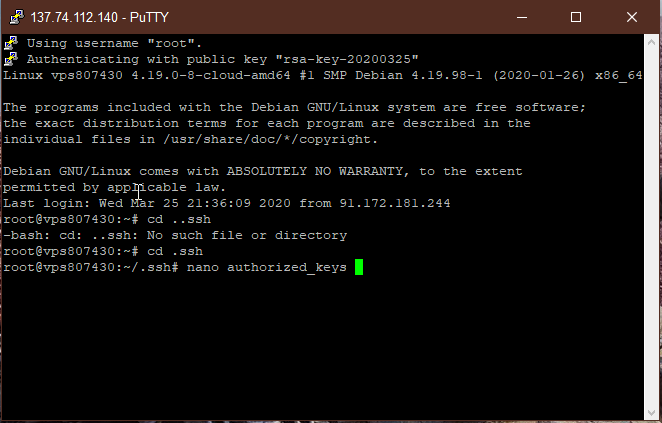 137.74.112.140 - PuTTY
Using username "root".
Authenticating with public key "rsa-key-20200325"
Linux vps807430 4.19.0-8-cloud-amd64 #1 SMP Debian 4.19.98-1 (2020-01-26) x86_64
The programs included with the Debian GNU/Linux system are free software;
the exact distribution terms for each program are described in the
individual files in /usr/share/doc/*/copyright.
Debian GNU/Linux comes with ABSOLUTELY NO WARRANTY, to the extent
permitted by applicable law.
Last login: Wed Mar 25 21:36:09 2020 from 91.172.181.244
root@vps807430:~# cd ..ssh
-bash: cd: ..ssh: No such file or directory
root@vps807430:~# cd .ssh
root@vps807430:~/.ssh# nano authorized_keys